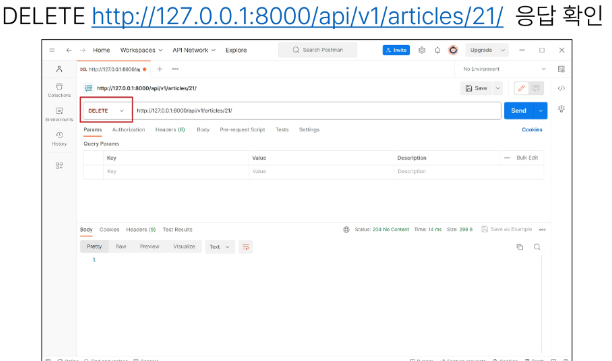 DELETE http://127.0.0.1:8000/api/v1/articles/21/ 응답 확인
Home Workspaces API Network Explore Search Postman Invite Upgrade
DEL http://127.0.0.1:8000/ap No Environment
http://127.0.0.1:8000/api/v1/articles/21/ Save
Collections
DELETE http://127.0.0.1:8000/api/v1/articles/21/ Send
Environments
Params Authorization Headers (6) Body Pre-request Script Tests Settings Cookies
History
Query Params
Key Value Description Bulk Edit
Key Value Description
Body Cookies Headers (9) Test Results Status: 204 No Content Time: 14 ms Size: 299 B Save as Example
Pretty Raw Preview Visualize Text
1